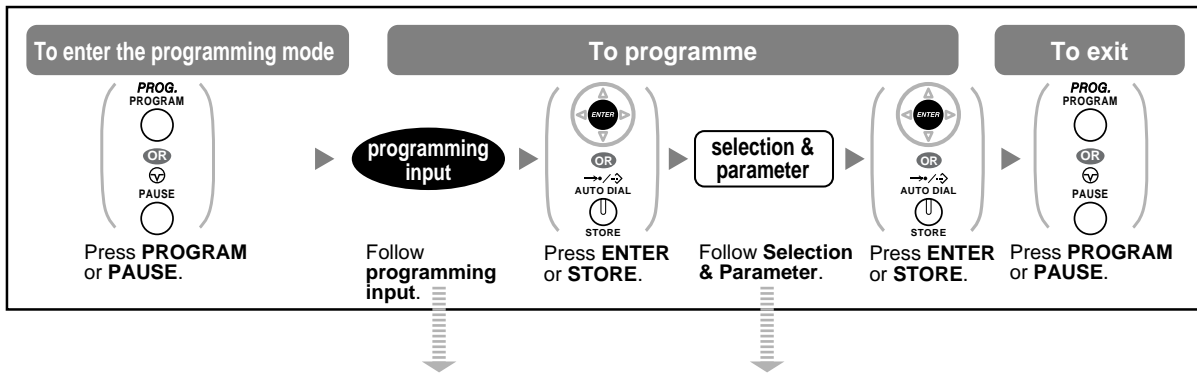 To enter the programming mode
To programme
To exit
PROG.
PROGRAM
OR
PAUSE
Press PROGRAM
or PAUSE.
programming
input
Follow
programming
input.
ENTER
OR
AUTO DIAL
STORE
Press ENTER
or STORE.
selection &
parameter
Follow Selection
& Parameter.
ENTER
OR
AUTO DIAL
STORE
Press ENTER
or STORE.
PROG.
PROGRAM
OR
PAUSE
Press PROGRAM
or PAUSE.